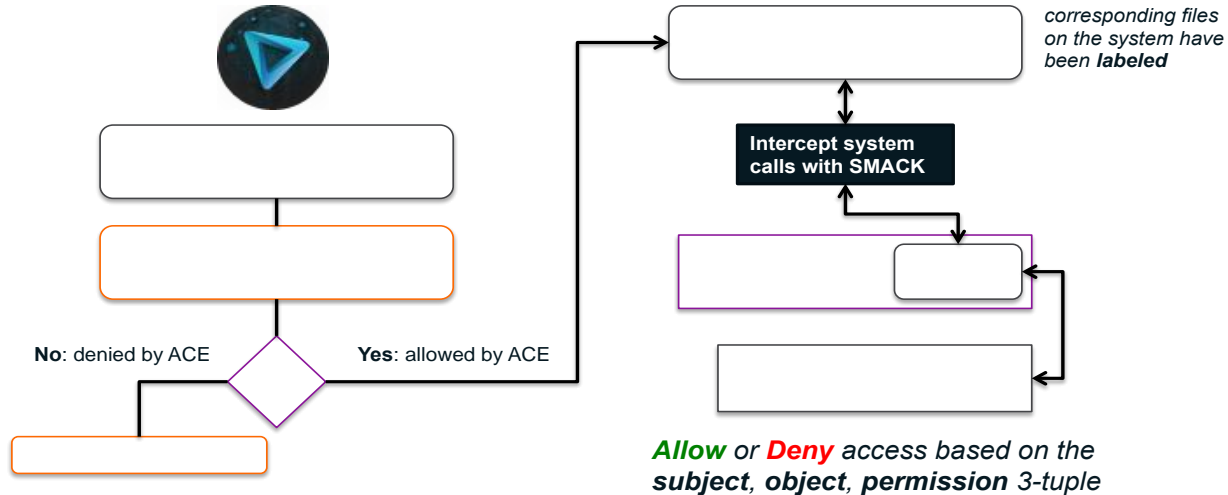 corresponding files
on the system have
been labeled
Intercept system
calls with SMACK
No: denied by ACE
Yes: allowed by ACE
Allow or Deny access based on the
subject, object, permission 3-tuple